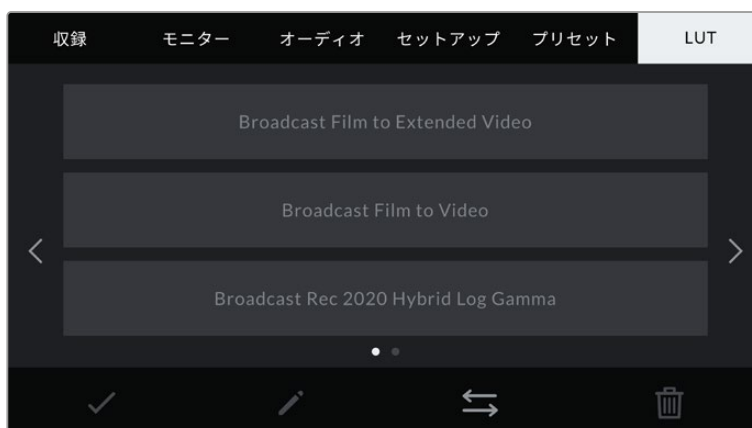 収録 モニター オーディオ セットアップ プリセット LUT
Broadcast Film to Extended Video
Broadcast Film to Video
Broadcast Rec 2020 Hybrid Log Gamma